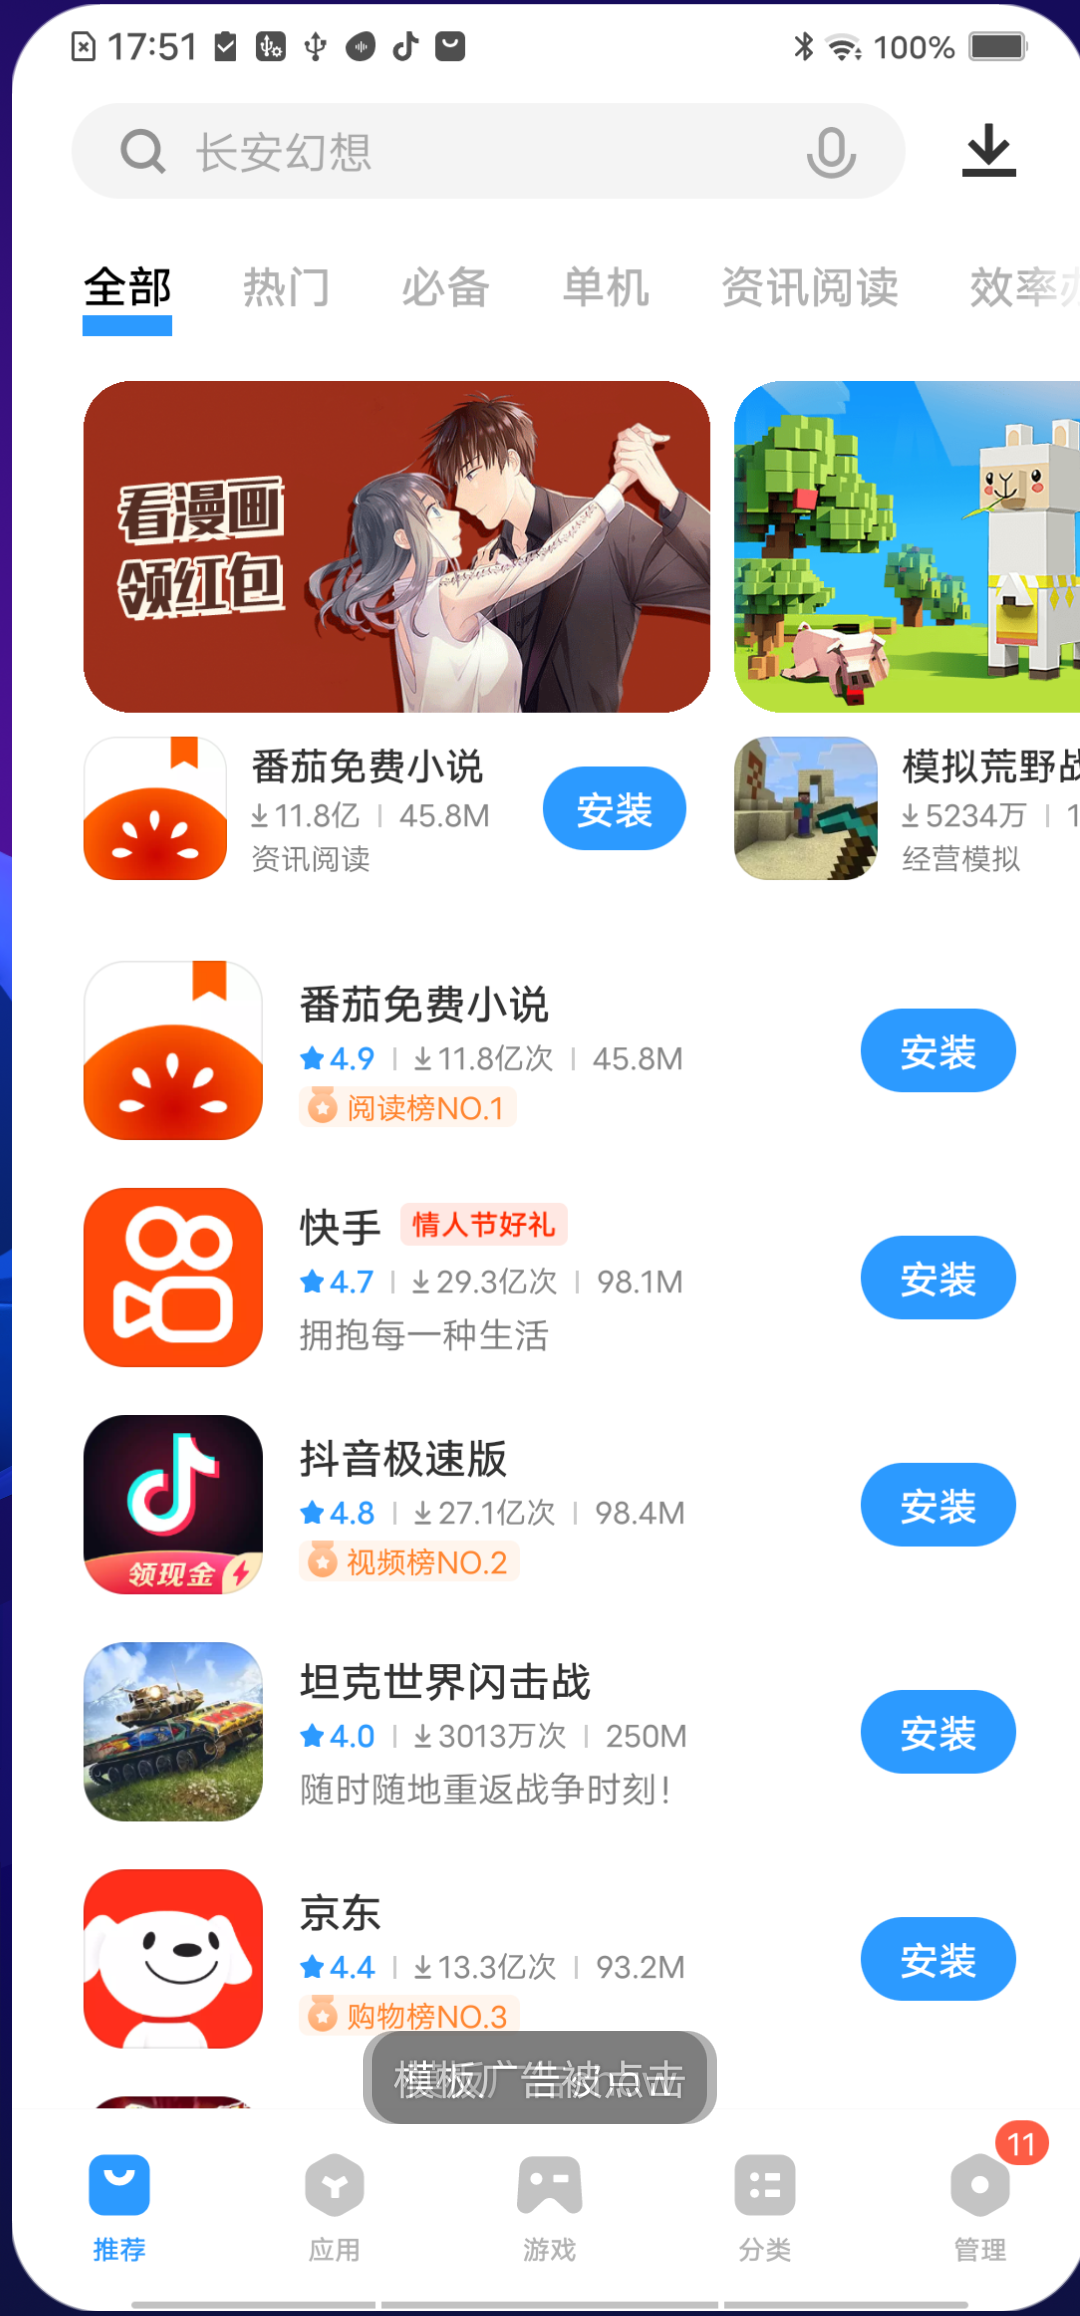 17:51
100%
长安幻想
全部 热门 必备 单机 资讯阅读 效率
看漫画
领红包
番茄免费小说
11.8亿 | 45.8M
资讯阅读
安装
模拟荒野
5234万 | 1
经营模拟
番茄免费小说
4.9 | 11.8亿次 | 45.8M
阅读榜NO.1
安装
快手 情人节好礼
4.7 | 29.3亿次 | 98.1M
拥抱每一种生活
安装
抖音极速版
4.8 | 27.1亿次 | 98.4M
视频榜NO.2
安装
领现金
坦克世界闪击战
4.0 | 3013万次 | 250M
随时随地重返战争时刻!
安装
京东
4.4 | 13.3亿次 | 93.2M
购物榜NO.3
安装
模板广告被点击
11
推荐 应用 游戏 分类 管理